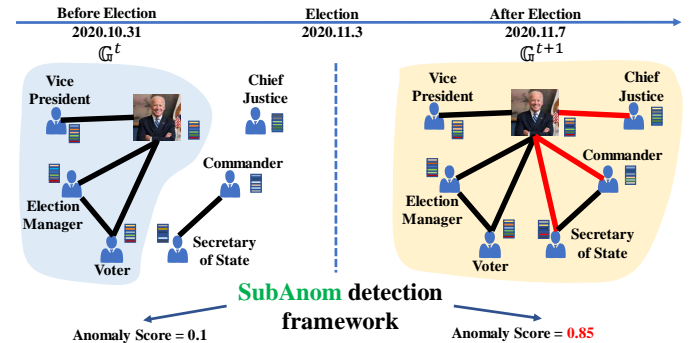 Before Election
Election
After Election
2020.10.31
2020.11.3
2020.11.7
𝔾^t
𝔾^{t+1}
Vice
President
Chief
Justice
Commander
Election
Manager
Voter
Secretary
of State
Vice
President
Chief
Justice
Commander
Election
Manager
Voter
Secretary
of State
SubAnom detection
framework
Anomaly Score = 0.1
Anomaly Score = 0.85